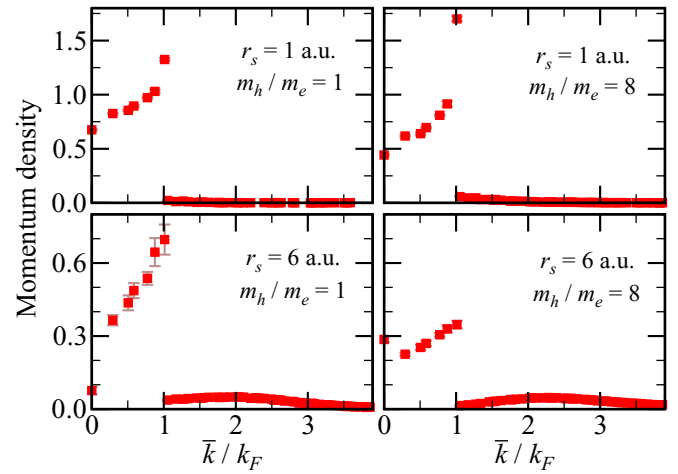 1.5
1.0
0.5
0.0
r_s = 1 a.u.
m_h / m_e = 1
r_s = 1 a.u.
m_h / m_e = 8
Momentum density
0.6
0.3
0.0
r_s = 6 a.u.
m_h / m_e = 1
r_s = 6 a.u.
m_h / m_e = 8
0 1 2 3 0 1 2 3
k̅ / k_F k̅ / k_F